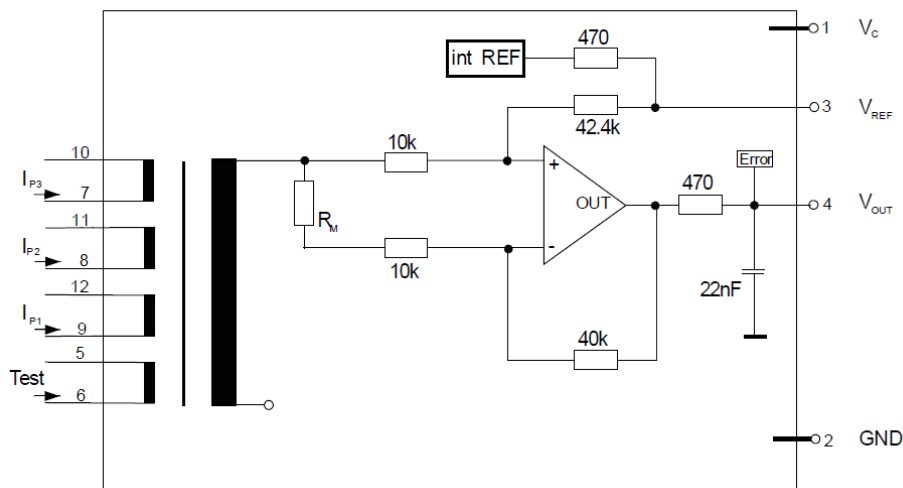 470
1 V_C
int REF
3 V_REF
42.4k
10k
10
Error
I_P3
+
470
7
OUT
4 V_OUT
11
R_M
I_P2
-
8
10k
22nF
12
I_P1
9
40k
5
Test
6
2 GND